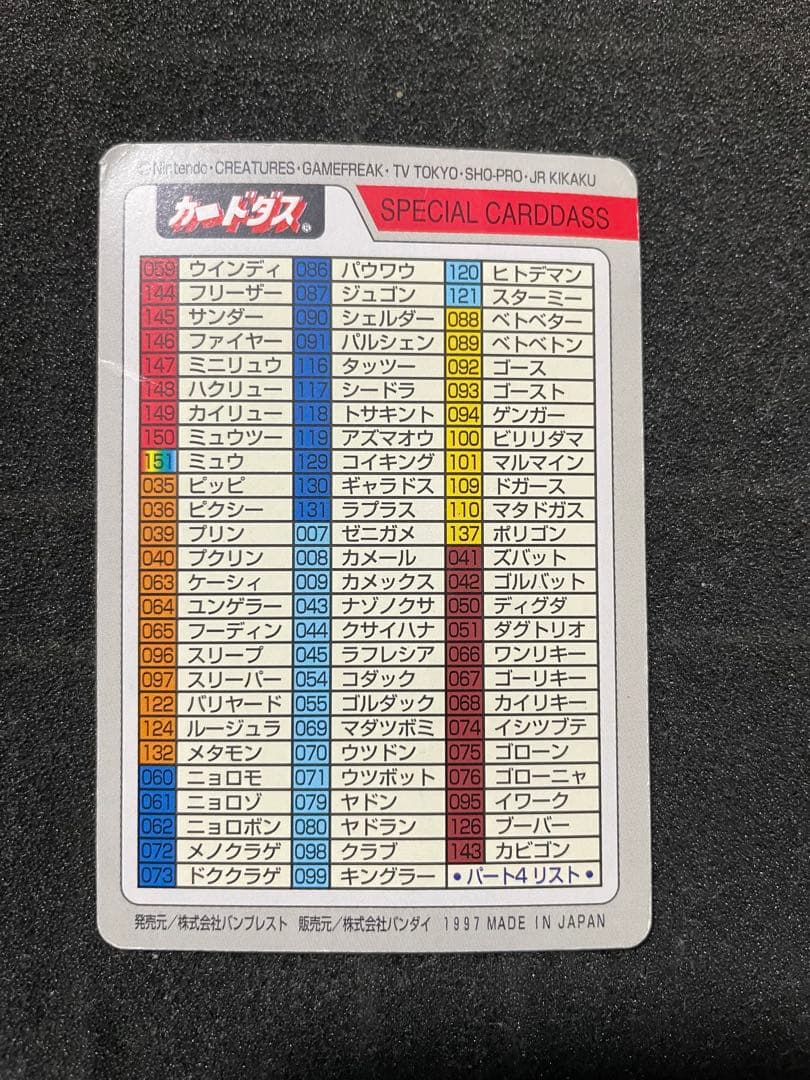 ©Nintendo・CREATURES・GAMEFREAK・TV TOKYO・SHO-PRO・JR KIKAKU
カードダス®
SPECIAL CARDDASS
059 ウインディ 086 パウワウ 120 ヒトデマン
144 フリーザー 087 ジュゴン 121 スターミー
145 サンダー 090 シェルダー 088 ベトベター
146 ファイヤー 091 パルシェン 089 ベトベトン
147 ミニリュウ 116 タッツー 092 ゴース
148 ハクリュー 117 シードラ 093 ゴースト
149 カイリュー 118 トサキント 094 ゲンガー
150 ミュウツー 119 アズマオウ 100 ビリリダマ
151 ミュウ 129 コイキング 101 マルマイン
035 ピッピ 130 ギャラドス 109 ドガース
036 ピクシー 131 ラプラス 110 マタドガス
039 プリン 007 ゼニガメ 137 ポリゴン
040 プクリン 008 カメール 041 ズバット
063 ケーシィ 009 カメックス 042 ゴルバット
064 ユンゲラー 043 ナゾノクサ 050 ディグダ
065 フーディン 044 クサイハナ 051 ダグトリオ
096 スリープ 045 ラフレシア 066 ワンリキー
097 スリーパー 054 コダック 067 ゴーリキー
122 バリヤード 055 ゴルダック 068 カイリキー
124 ルージュラ 069 マダツボミ 074 イシツブテ
132 メタモン 070 ウツドン 075 ゴローン
060 ニョロモ 071 ウツボット 076 ゴローニャ
061 ニョロゾ 079 ヤドン 095 イワーク
062 ニョロボン 080 ヤドラン 126 ブーバー
072 メノクラゲ 098 クラブ 143 カビゴン
073 ドククラゲ 099 キングラー •パート4リスト•
発売元／株式会社バンプレスト 販売元／株式会社バンダイ 1997 MADE IN JAPAN